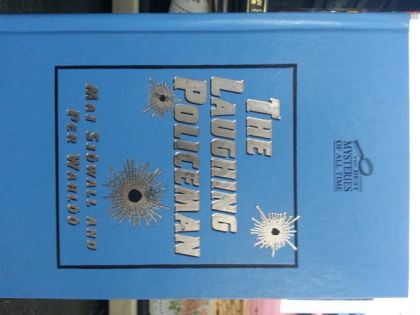 THE BEST
MYSTERIES
OF ALL TIME
THE
LAUGHING
POLICEMAN
MAJ SJÖWALL AND
PER WAHLÖÖ